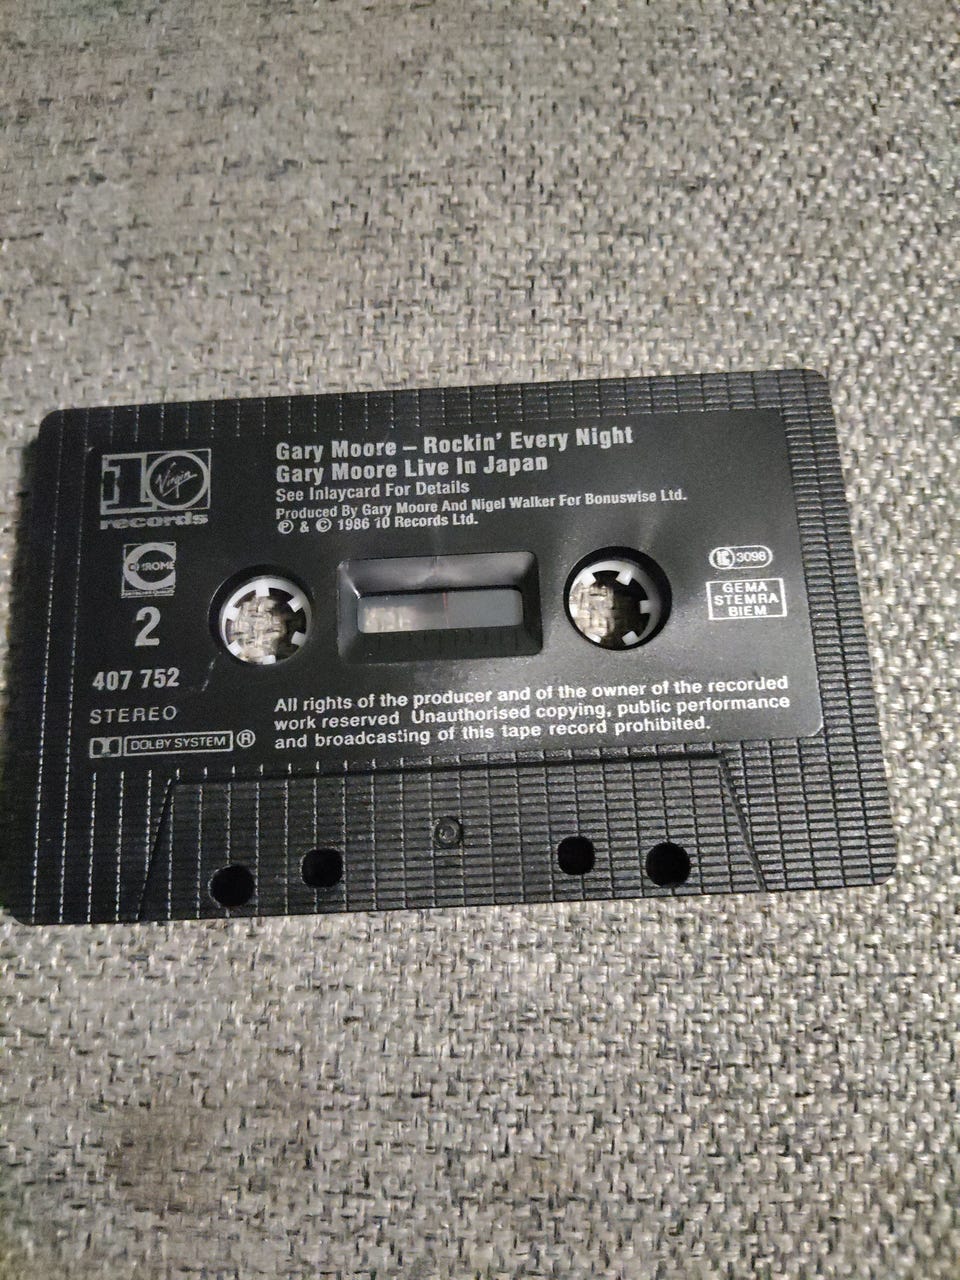 10
Virgin
records
CHROME
2
407 752
STEREO
DOLBY SYSTEM ®
Gary Moore – Rockin' Every Night
Gary Moore Live In Japan
See Inlaycard For Details
Produced By Gary Moore And Nigel Walker For Bonuswise Ltd.
℗ & © 1986 10 Records Ltd.
3098
GEMA
STEMRA
BIEM
All rights of the producer and of the owner of the recorded
work reserved Unauthorised copying, public performance
and broadcasting of this tape record prohibited.